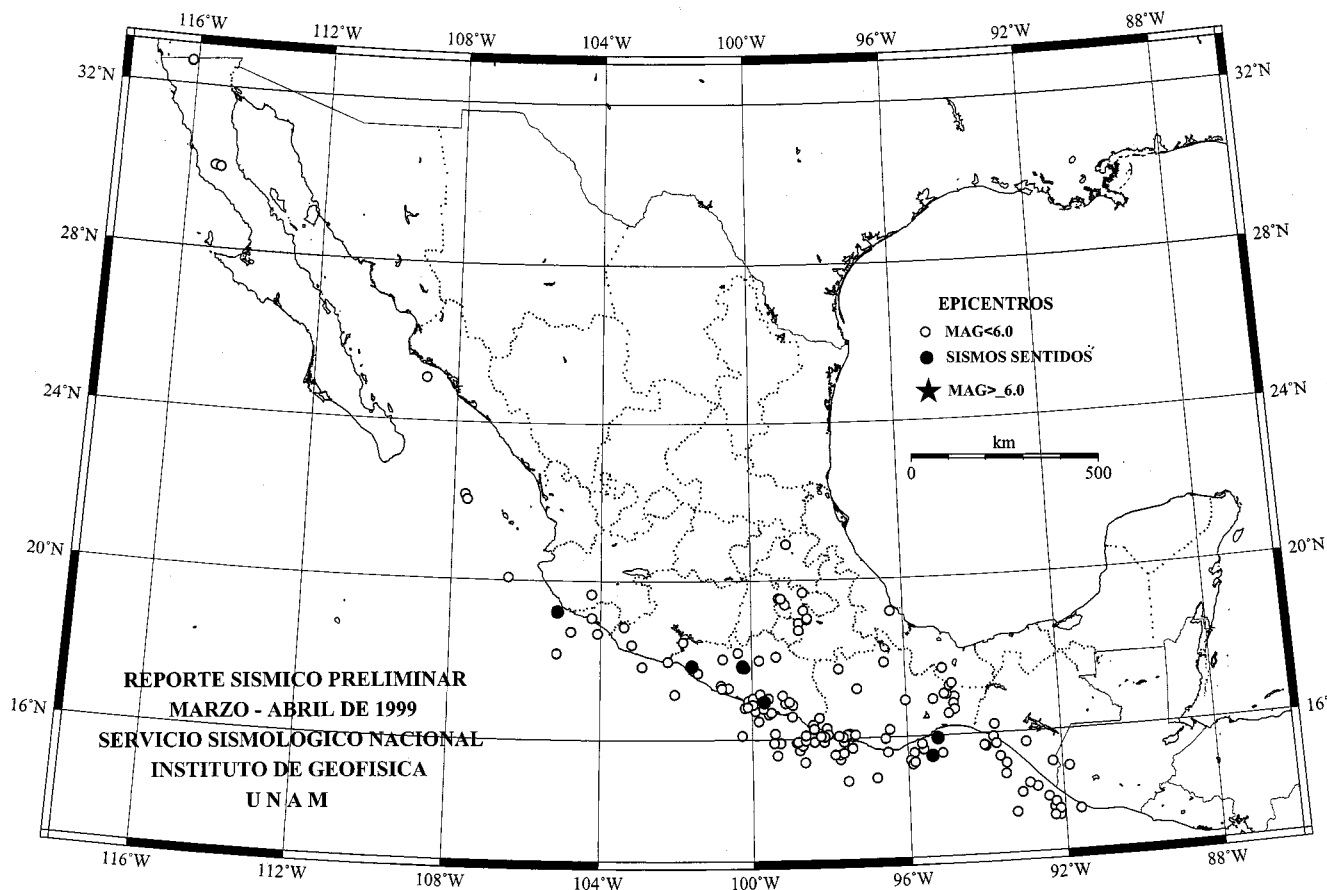 116°W
112°W
108°W
104°W
100°W
96°W
92°W
88°W
32°N
32°N
28°N
28°N
24°N
24°N
20°N
20°N
16°N
16°N
EPICENTROS
MAG<6.0
SISMOS SENTIDOS
MAG>_6.0
km
0 500
REPORTE SISMICO PRELIMINAR
MARZO - ABRIL DE 1999
SERVICIO SISMOLOGICO NACIONAL
INSTITUTO DE GEOFISICA
U N A M
116°W
112°W
108°W
104°W
100°W
96°W
92°W
88°W